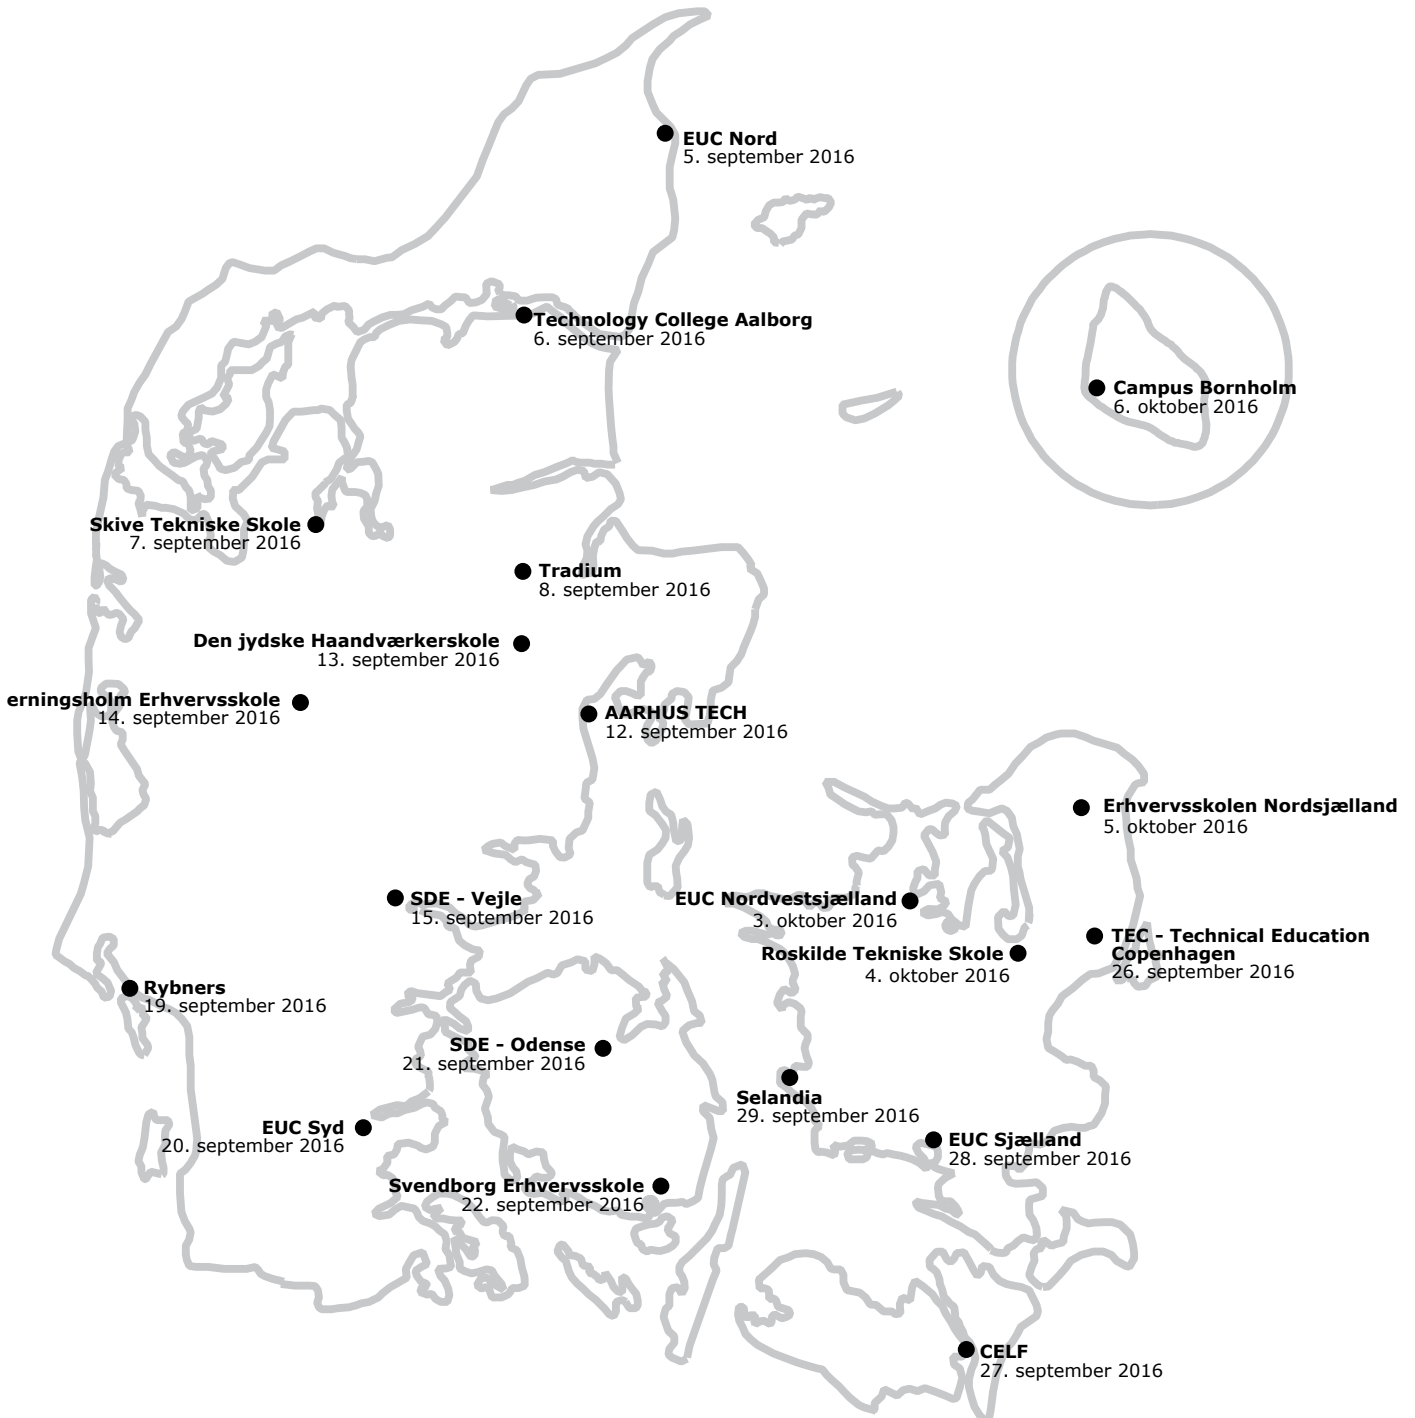 EUC Nord
5. september 2016
Technology College Aalborg
6. september 2016
Campus Bornholm
6. oktober 2016
Skive Tekniske Skole
7. september 2016
Tradium
8. september 2016
Den jydske Haandværkerskole
13. september 2016
erningsholm Erhvervsskole
14. september 2016
AARHUS TECH
12. september 2016
Erhvervsskolen Nordsjælland
5. oktober 2016
SDE - Vejle
15. september 2016
EUC Nordvestsjælland
3. oktober 2016
TEC - Technical Education
Copenhagen
26. september 2016
Roskilde Tekniske Skole
4. oktober 2016
Rybners
19. september 2016
SDE - Odense
21. september 2016
Selandia
29. september 2016
EUC Syd
20. september 2016
EUC Sjælland
28. september 2016
Svendborg Erhvervsskole
22. september 2016
CELF
27. september 2016